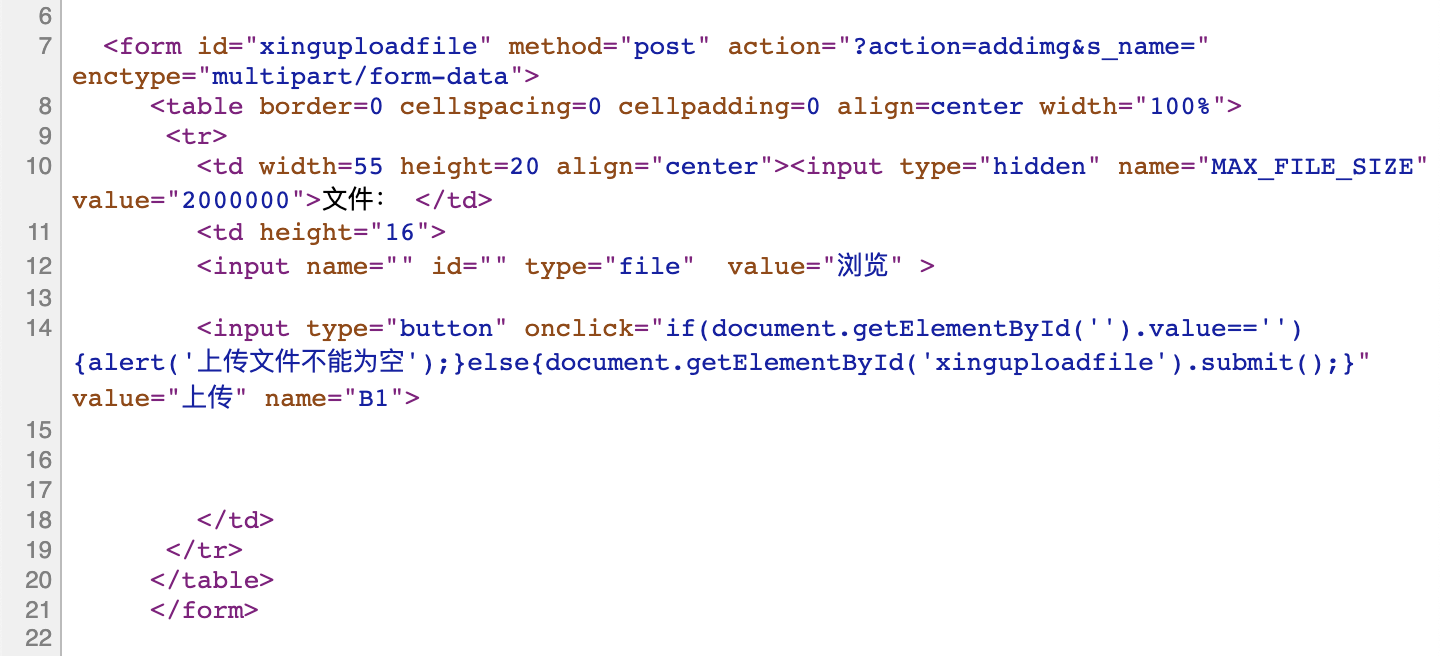 6
7 <form id="xinguploadfile" method="post" action="?action=addimg&s_name="
enctype="multipart/form-data">
8 <table border=0 cellspacing=0 cellpadding=0 align=center width="100%">
9 <tr>
10 <td width=55 height=20 align="center"><input type="hidden" name="MAX_FILE_SIZE"
value="2000000">文件： </td>
11 <td height="16">
12 <input name="" id="" type="file"  value="浏览" >
13
14 <input type="button" onclick="if(document.getElementById('').value=='')
{alert('上传文件不能为空');}else{document.getElementById('xinguploadfile').submit();}"
value="上传" name="B1">
15
16
17
18 </td>
19 </tr>
20 </table>
21 </form>
22